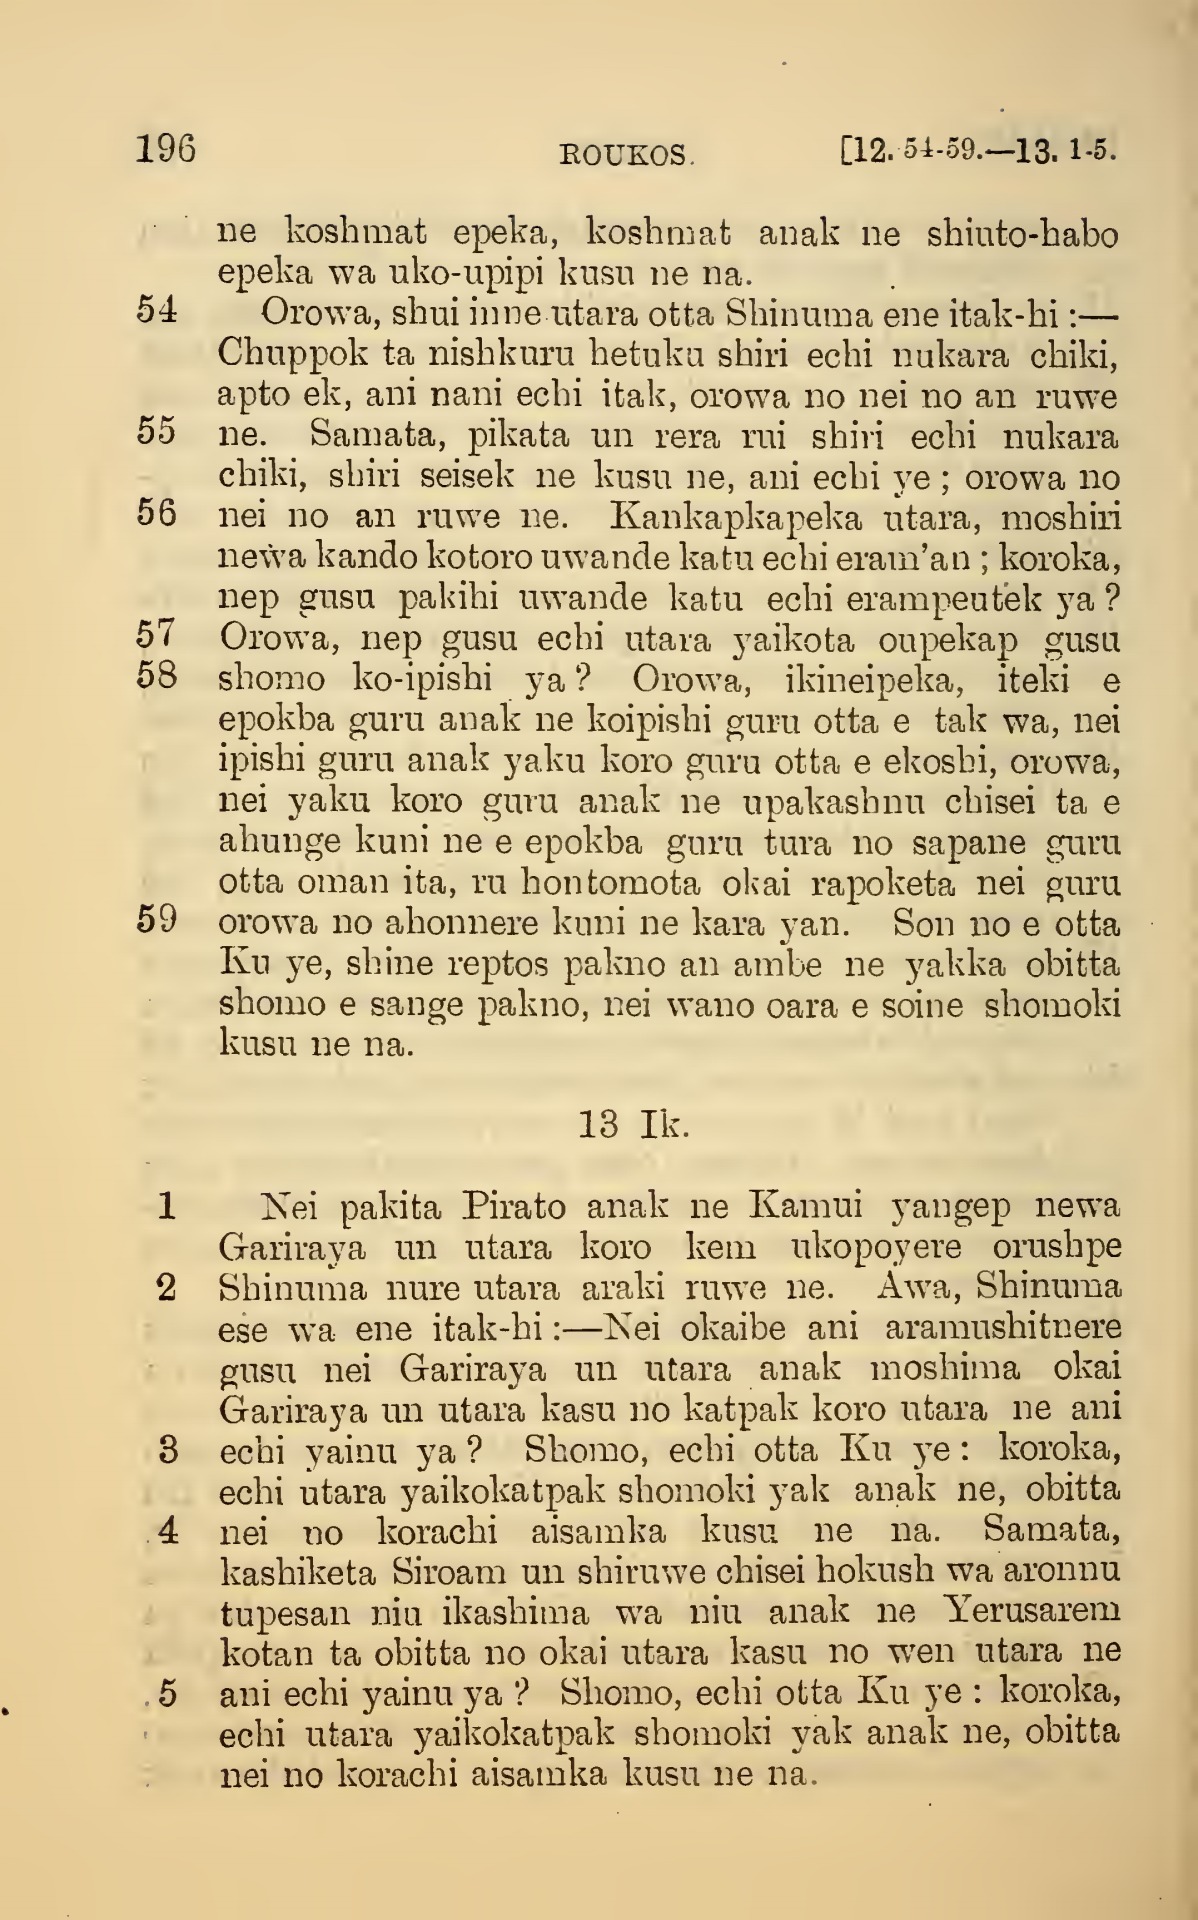 196 ROUKOS. [12. 54-59.—13. 1-5.
ne koshmat epeka, koshmat anak ne shiuto-habo
epeka wa uko-upipi kusu ne na.
54 Orowa, shui inne utara otta Shinuma ene itak-hi:—
Chuppok ta nishkuru hetuku shiri echi nukara chiki,
apto ek, ani nani echi itak, orowa no nei no an ruwe
55 ne. Samata, pikata un rera rui shiri echi nukara
chiki, shiri seisek ne kusu ne, ani echi ye; orowa no
56 nei no an ruwe ne. Kankapkapeka utara, moshiri
newa kando kotoro uwande katu echi eram'an; koroka,
nep gusu pakihi uwande katu echi erampeutek ya?
57 Orowa, nep gusu echi utara yaikota oupekap gusu
58 shomo ko-ipishi ya? Orowa, ikineipeka, iteki e
epokba guru anak ne koipishi guru otta e tak wa, nei
ipishi guru anak yaku koro guru otta e ekoshi, orowa,
nei yaku koro guru anak ne upakashnu chisei ta e
ahunge kuni ne e epokba guru tura no sapane guru
otta oman ita, ru hontomota okai rapoketa nei guru
59 orowa no ahonnere kuni ne kara yan. Son no e otta
Ku ye, shine reptos pakno an ambe ne yakka obitta
shomo e sange pakno, nei wano oara e soine shomoki
kusu ne na.
13 Ik.
1 Nei pakita Pirato anak ne Kamui yangep newa
Gariraya un utara koro kem ukopoyere orushpe
2 Shinuma nure utara araki ruwe ne. Awa, Shinuma
ese wa ene itak-hi:—Nei okaibe ani aramushitnere
gusu nei Gariraya un utara anak moshima okai
Gariraya un utara kasu no katpak koro utara ne ani
3 echi yainu ya? Shomo, echi otta Ku ye: koroka,
echi utara yaikokatpak shomoki yak anak ne, obitta
4 nei no korachi aisamka kusu ne na. Samata,
kashiketa Siroam un shiruwe chisei hokush wa aronnu
tupesan niu ikashima wa niu anak ne Yerusarem
kotan ta obitta no okai utara kasu no wen utara ne
5 ani echi yainu ya? Shomo, echi otta Ku ye: koroka,
echi utara yaikokatpak shomoki yak anak ne, obitta
nei no korachi aisamka kusu ne na.